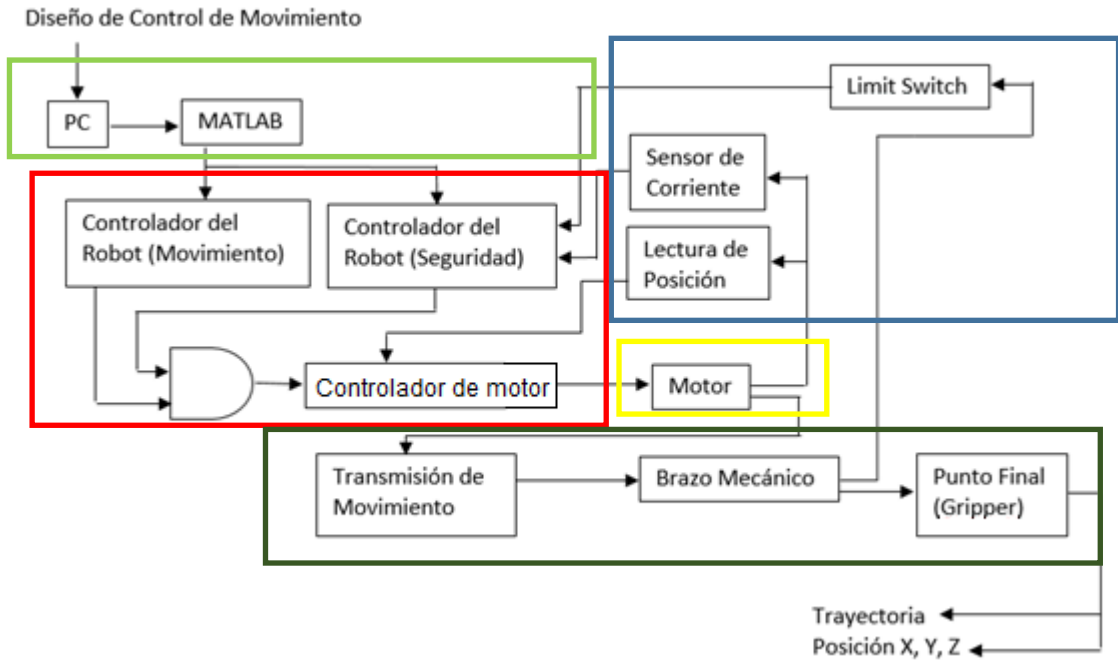 Diseño de Control de Movimiento
PC
MATLAB
Limit Switch
Sensor de
Corriente
Controlador del
Robot (Movimiento)
Controlador del
Robot (Seguridad)
Lectura de
Posición
Controlador de motor
Motor
Transmisión de
Movimiento
Brazo Mecánico
Punto Final
(Gripper)
Trayectoria
Posición X, Y, Z